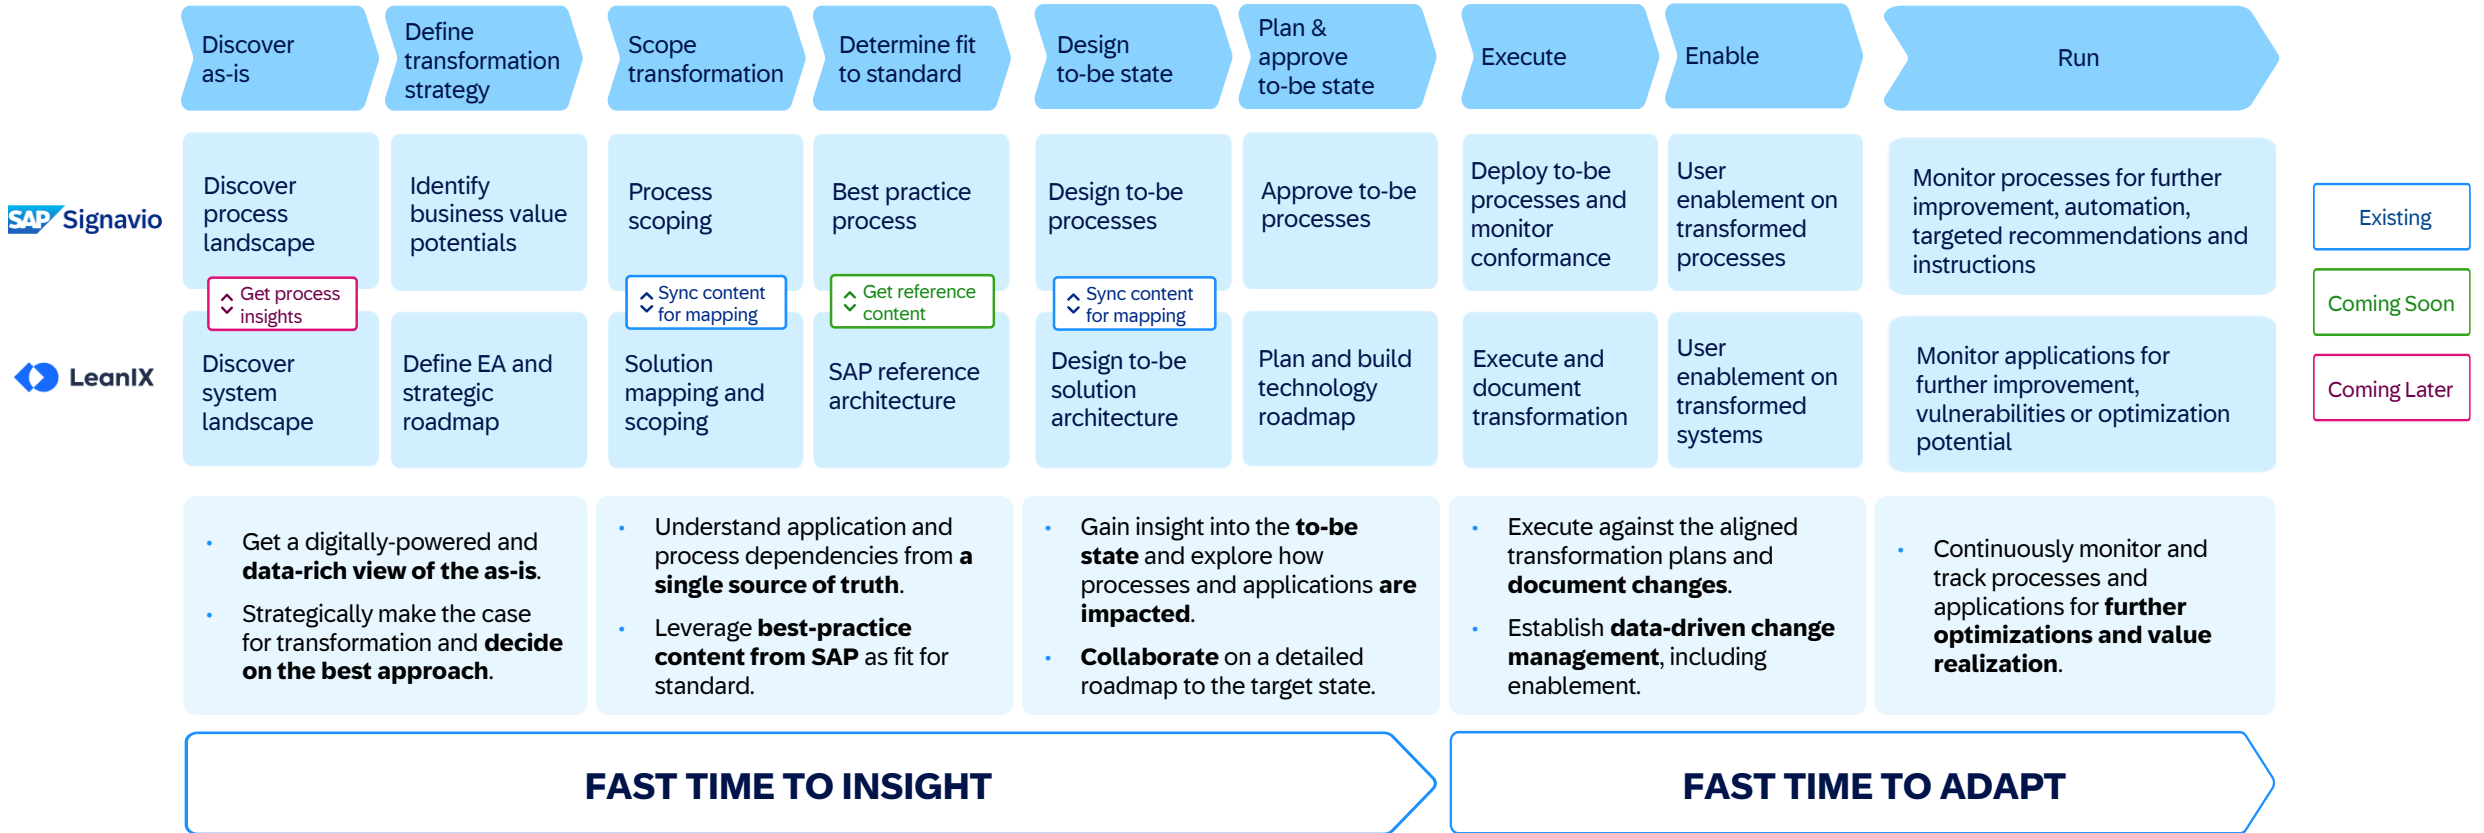 Discover
as-is
Define
transformation
strategy
Scope
transformation
Determine fit
to standard
Design
to-be state
Plan &
approve
to-be state
Execute
Enable
Run
SAP Signavio
Discover
process
landscape
Identify
business value
potentials
Process
scoping
Best practice
process
Design to-be
processes
Approve to-be
processes
Deploy to-be
processes and
monitor
conformance
User
enablement on
transformed
processes
Monitor processes for further
improvement, automation,
targeted recommendations and
instructions
Existing
Coming Soon
Coming Later
Get process
insights
Sync content
for mapping
Get reference
content
Sync content
for mapping
LeanIX
Discover
system
landscape
Define EA and
strategic
roadmap
Solution
mapping and
scoping
SAP reference
architecture
Design to-be
solution
architecture
Plan and build
technology
roadmap
Execute and
document
transformation
User
enablement on
transformed
systems
Monitor applications for
further improvement,
vulnerabilities or optimization
potential
• Get a digitally-powered and
data-rich view of the as-is.
• Strategically make the case
for transformation and decide
on the best approach.
• Understand application and
process dependencies from a
single source of truth.
• Leverage best-practice
content from SAP as fit for
standard.
• Gain insight into the to-be
state and explore how
processes and applications are
impacted.
• Collaborate on a detailed
roadmap to the target state.
• Execute against the aligned
transformation plans and
document changes.
• Establish data-driven change
management, including
enablement.
• Continuously monitor and
track processes and
applications for further
optimizations and value
realization.
FAST TIME TO INSIGHT
FAST TIME TO ADAPT